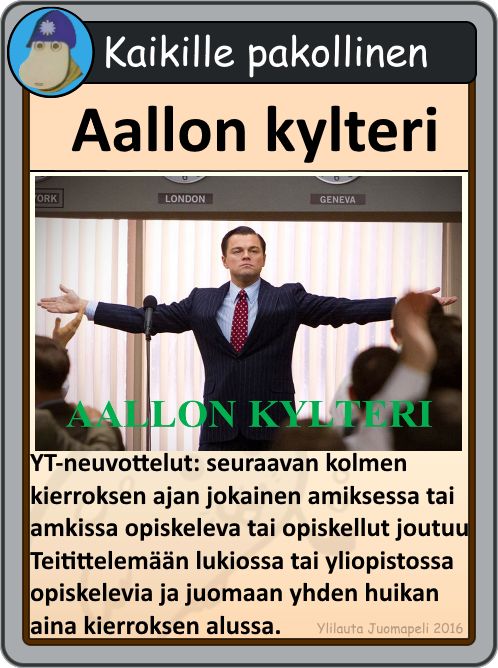 Kaikille pakollinen
Aallon kylteri
YORK
LONDON
GENEVA
AALLON KYLTERI
YT-neuvottelut: seuraavan kolmen
kierroksen ajan jokainen amiksessa tai
amkissa opiskeleva tai opiskellut joutuu
Teitittelemään lukiossa tai yliopistossa
opiskelevia ja juomaan yhden huikan
aina kierroksen alussa.
Ylilauta Juomapeli 2016